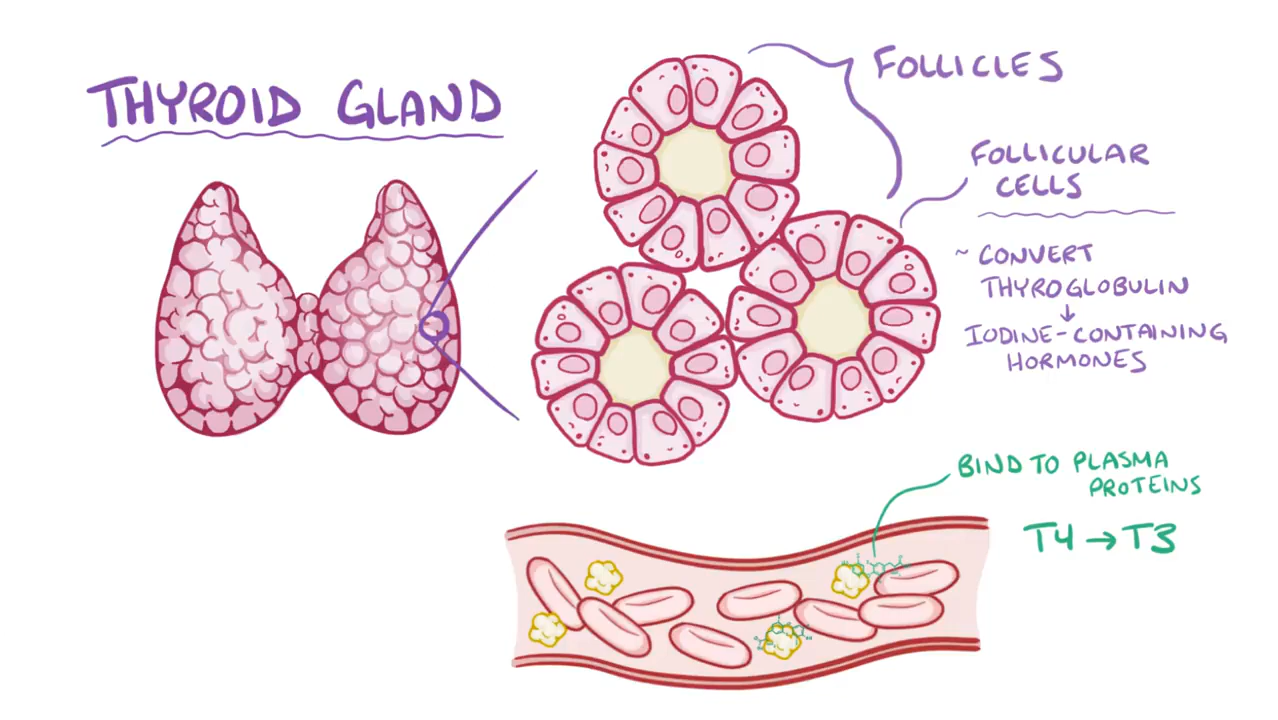 THYROID GLAND
FOLLICLES
FOLLICULAR
CELLS
~ CONVERT
THYROGLOBULIN
↓
IODINE-CONTAINING
HORMONES
BIND TO PLASMA
PROTEINS
T4 → T3